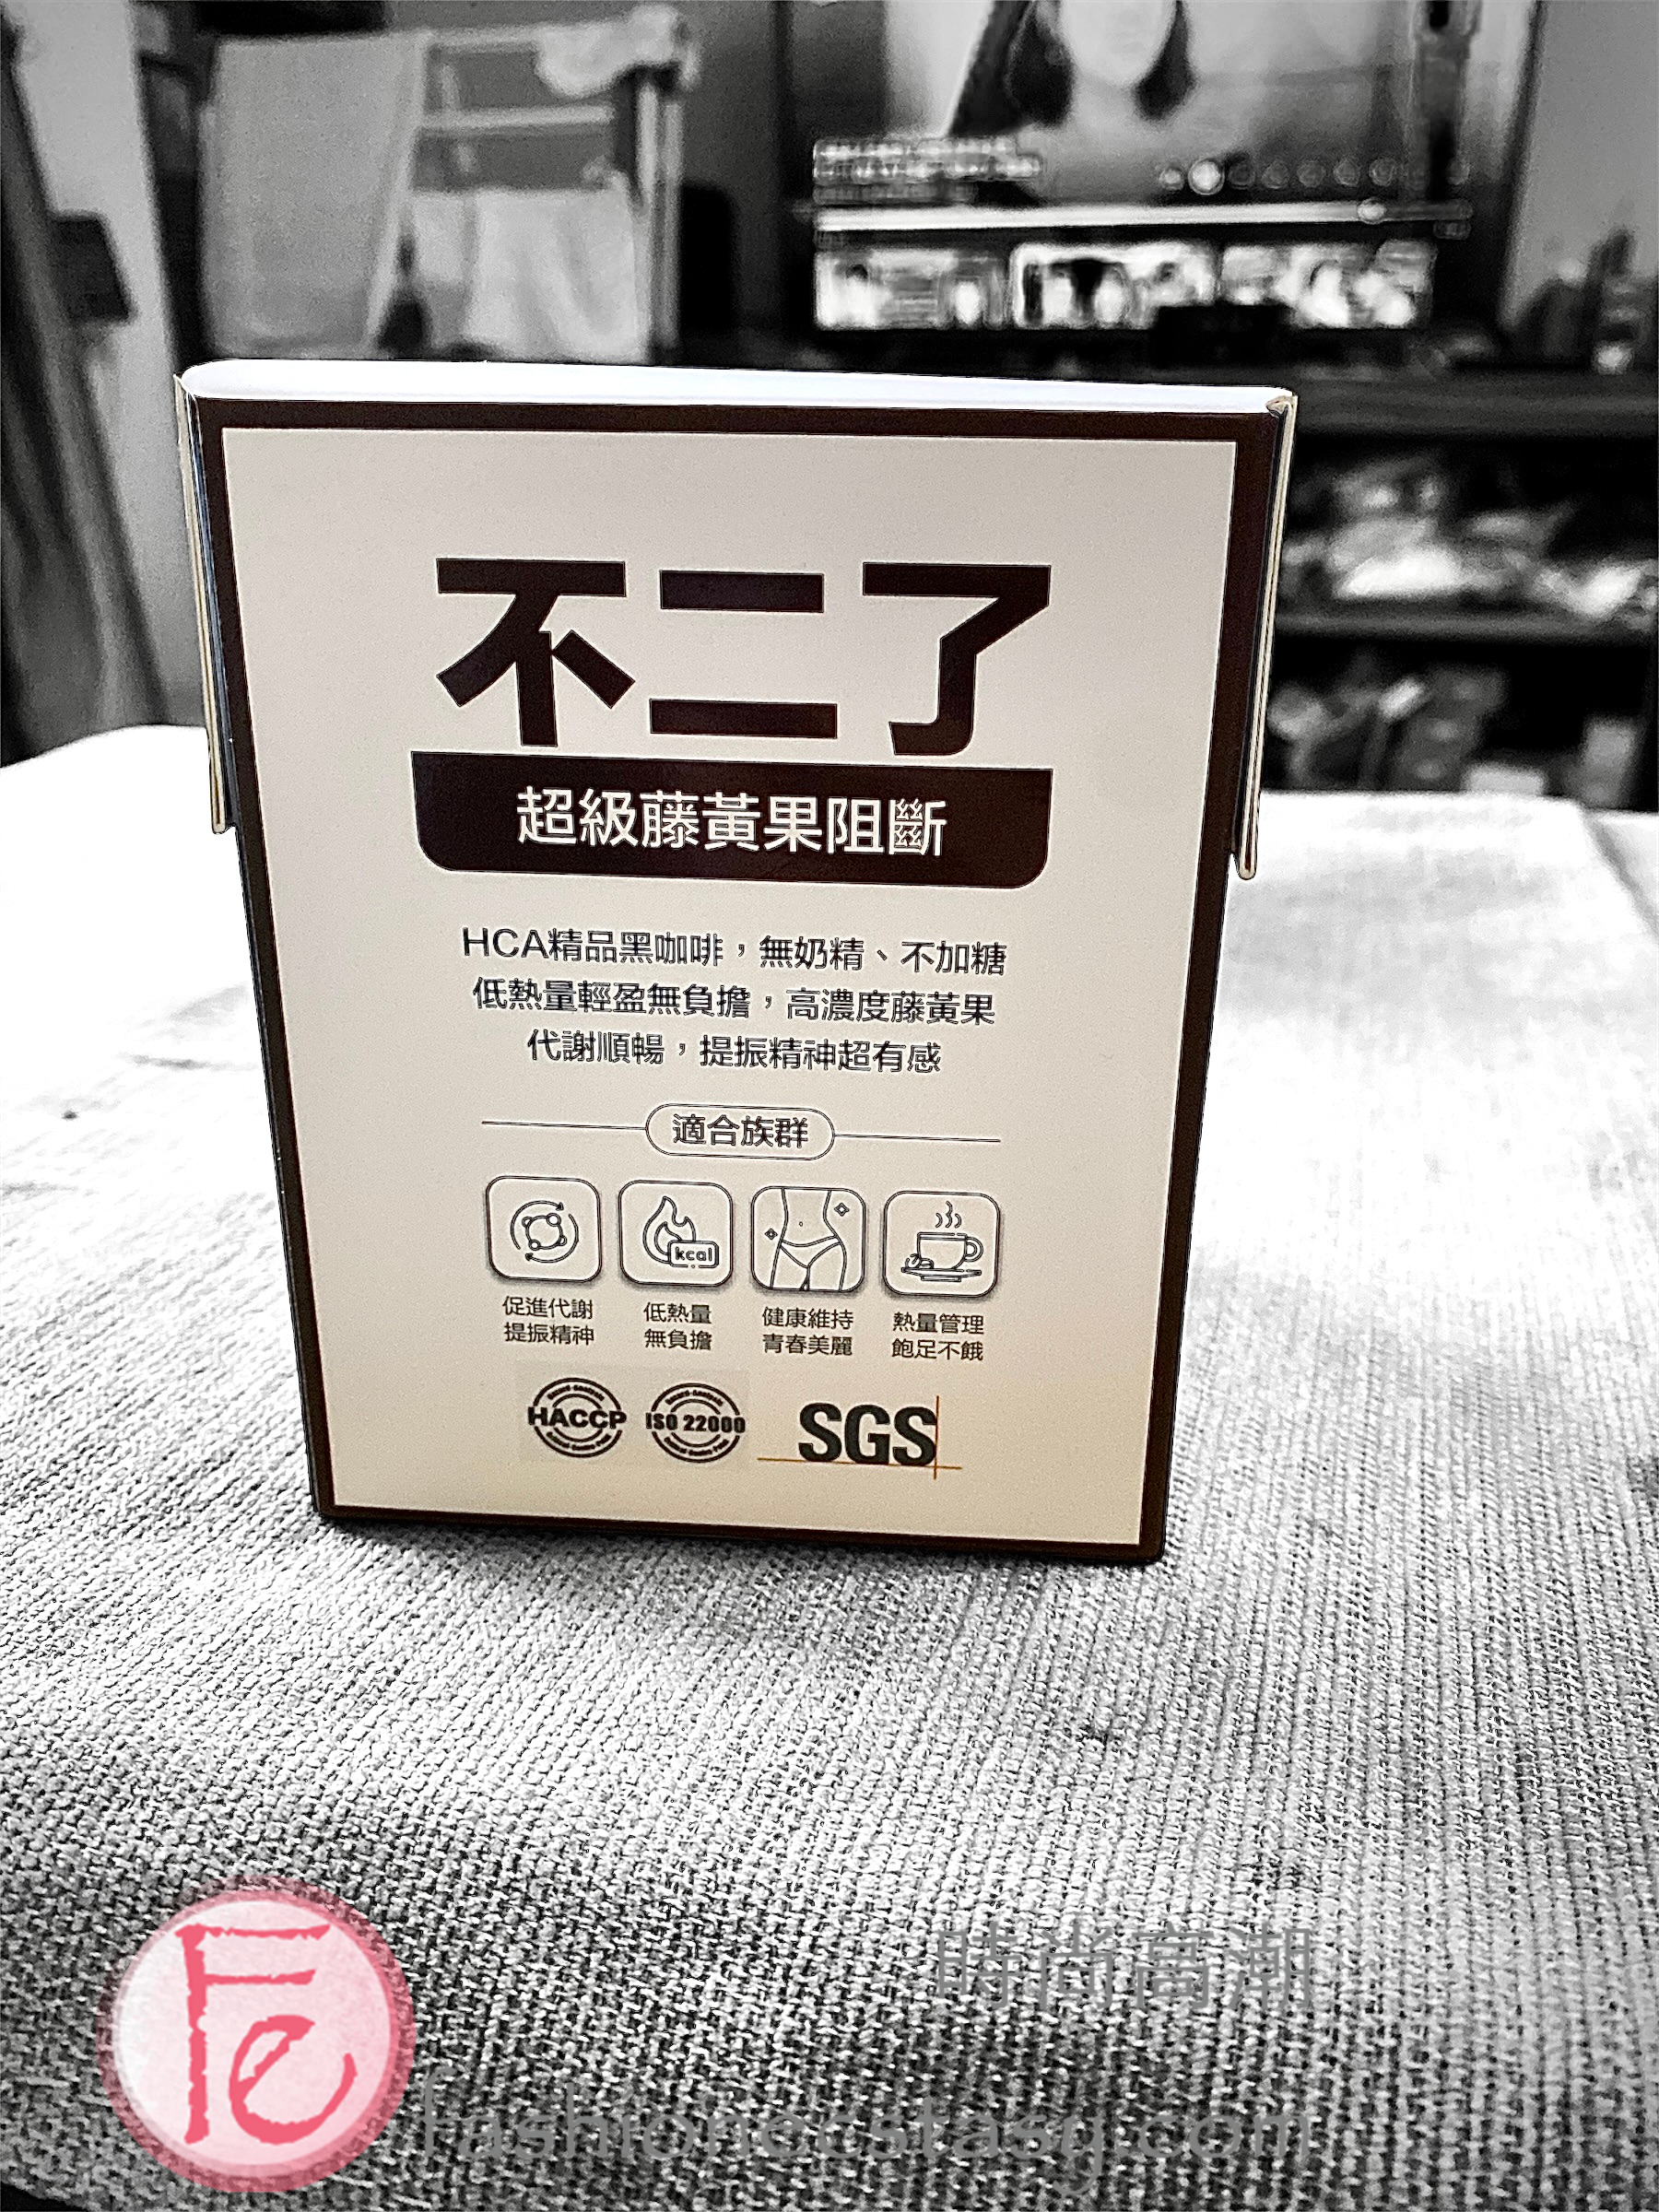 不二了
超級藤黃果阻斷
HCA精品黑咖啡，無奶精、不加糖
低熱量輕盈無負擔，高濃度藤黃果
代謝順暢，提振精神超有感
適合族群
kcal
促進代謝
提振精神
低熱量
無負擔
健康維持
青春美麗
熱量管理
飽足不餓
HACCP
ISO 22000
SGS
時尚高潮
Fe
fashionecstasy.com